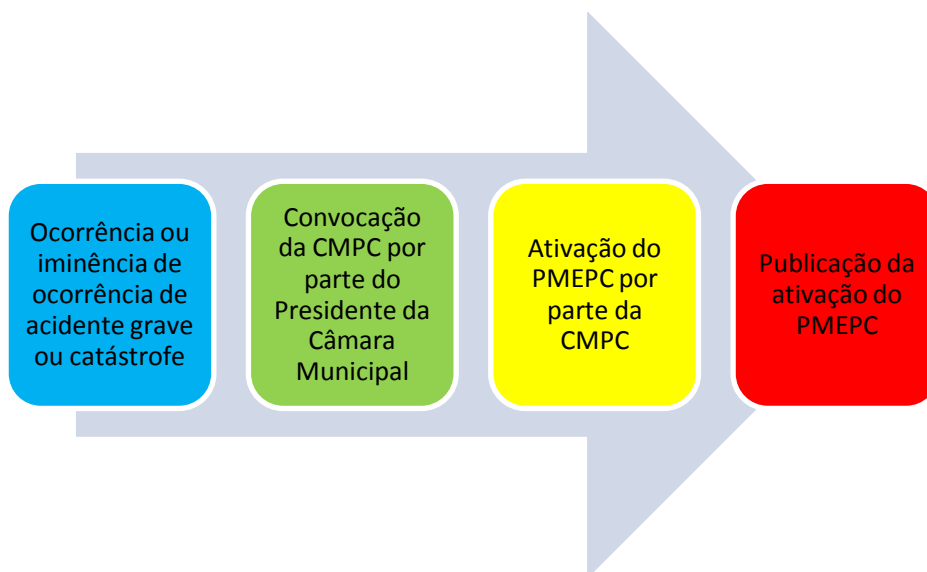 Ocorrência ou
iminência de
ocorrência de
acidente grave
ou catástrofe
Convocação
da CMPC por
parte do
Presidente da
Câmara
Municipal
Ativação do
PMEPC por
parte da
CMPC
Publicação da
ativação do
PMEPC